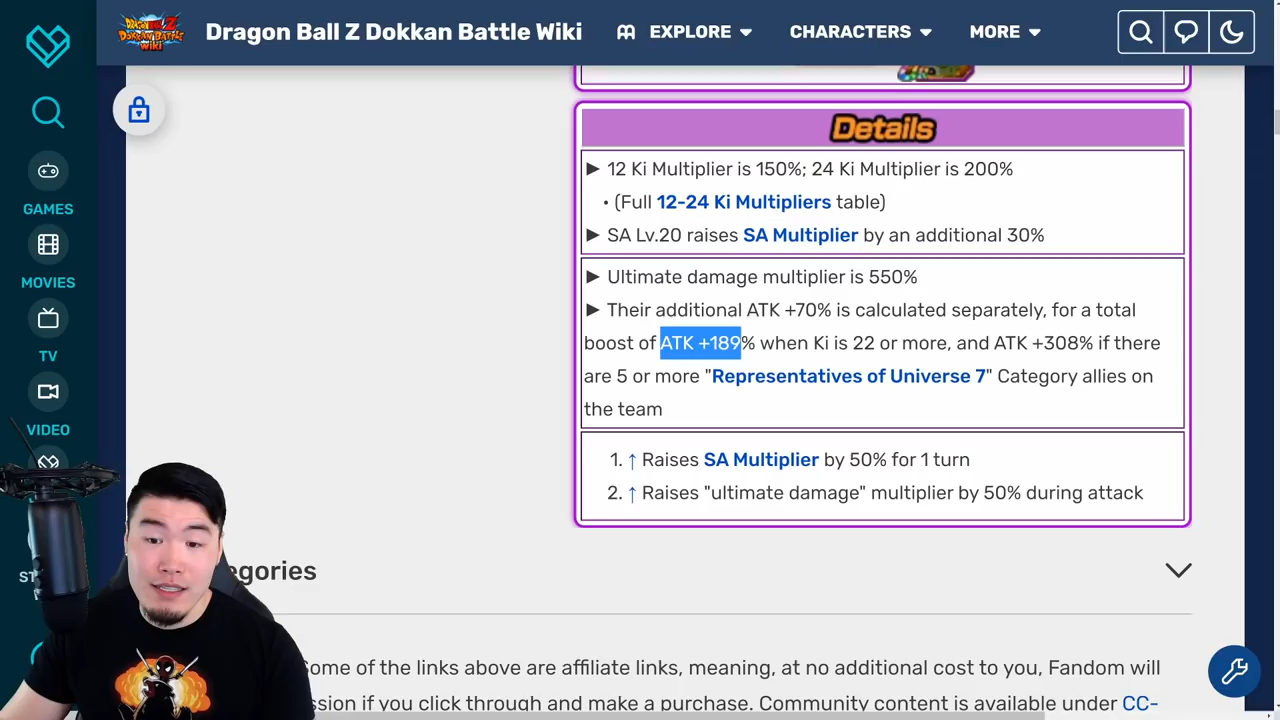 Dragon Ball Z Dokkan Battle Wiki
EXPLORE
CHARACTERS
MORE
GAMES
MOVIES
TV
VIDEO
ST
Details
► 12 Ki Multiplier is 150%; 24 Ki Multiplier is 200%
• (Full 12-24 Ki Multipliers table)
► SA Lv.20 raises SA Multiplier by an additional 30%
► Ultimate damage multiplier is 550%
► Their additional ATK +70% is calculated separately, for a total
boost of ATK +189% when Ki is 22 or more, and ATK +308% if there
are 5 or more "Representatives of Universe 7" Category allies on
the team
1. ↑ Raises SA Multiplier by 50% for 1 turn
2. ↑ Raises "ultimate damage" multiplier by 50% during attack
egories
Some of the links above are affiliate links, meaning, at no additional cost to you, Fandom will
ssion if you click through and make a purchase. Community content is available under CC-